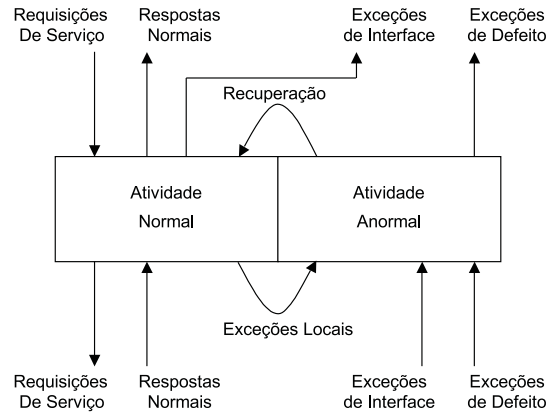 Requisições
De Serviço
Respostas
Normais
Exceções
de Interface
Exceções
de Defeito
Recuperação
Atividade
Normal
Atividade
Anormal
Exceções Locais
Requisições
De Serviço
Respostas
Normais
Exceções
de Interface
Exceções
de Defeito